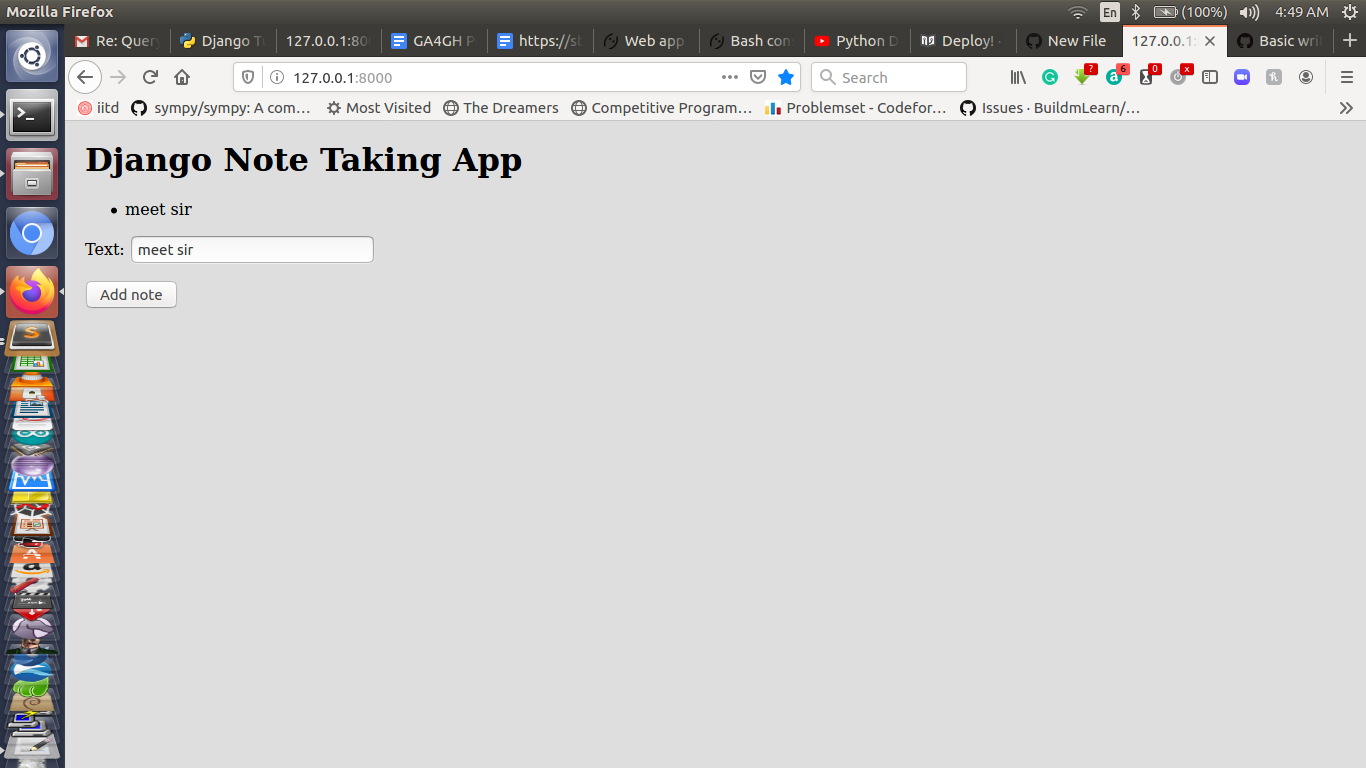 Mozilla Firefox En (100%) 4:49 AM
Re: Query Django Tu 127.0.0.1:80 GA4GH P https://st Web app Bash con Python D Deploy! · New File 127.0.0.1: Basic writ
127.0.0.1:8000 Search ? 6 0 x
iitd sympy/sympy: A com… Most Visited The Dreamers Competitive Program… Problemset - Codefor… Issues · BuildmLearn/…
Django Note Taking App
• meet sir
Text: meet sir
Add note